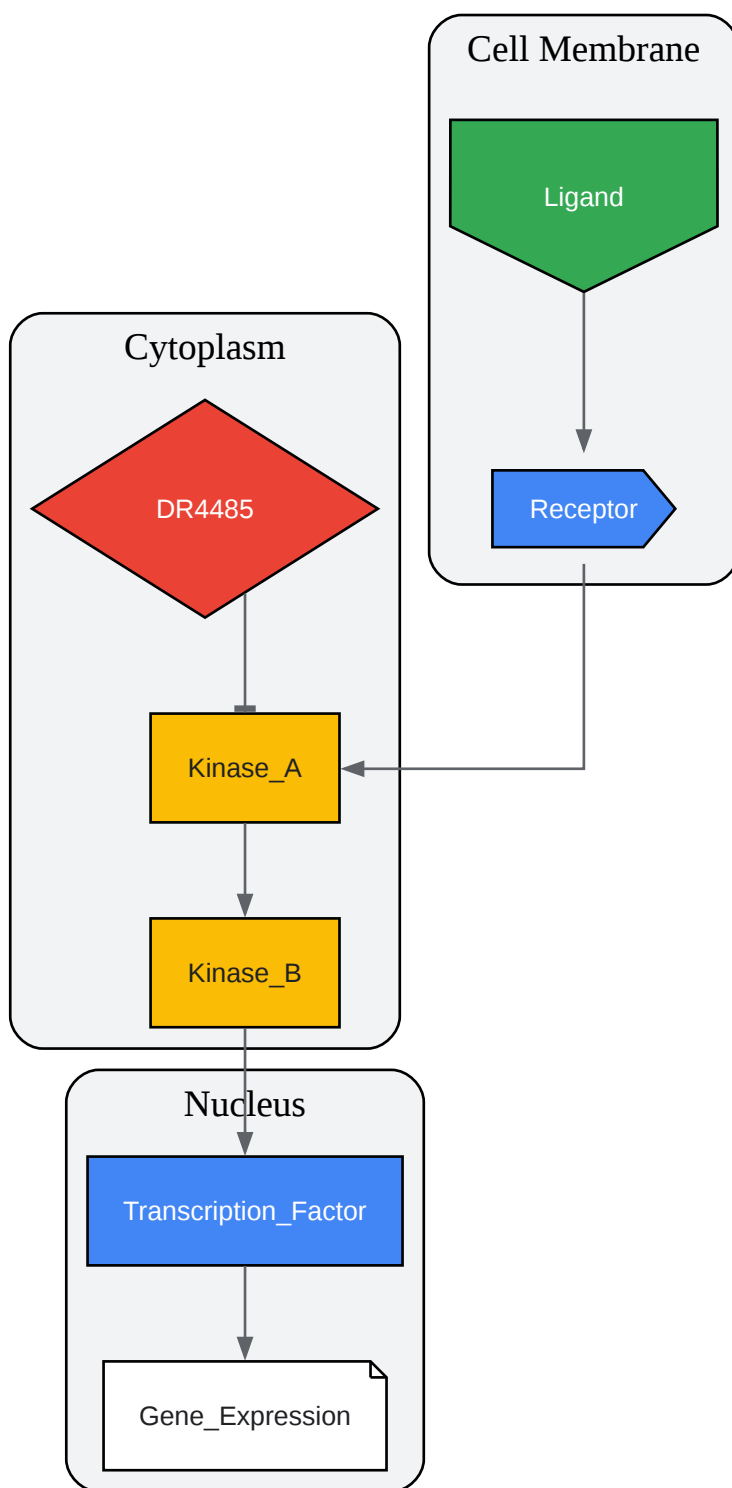 Cell Membrane
Ligand
Cytoplasm
DR4485
Receptor
Kinase_A
Kinase_B
Nucleus
Transcription_Factor
Gene_Expression